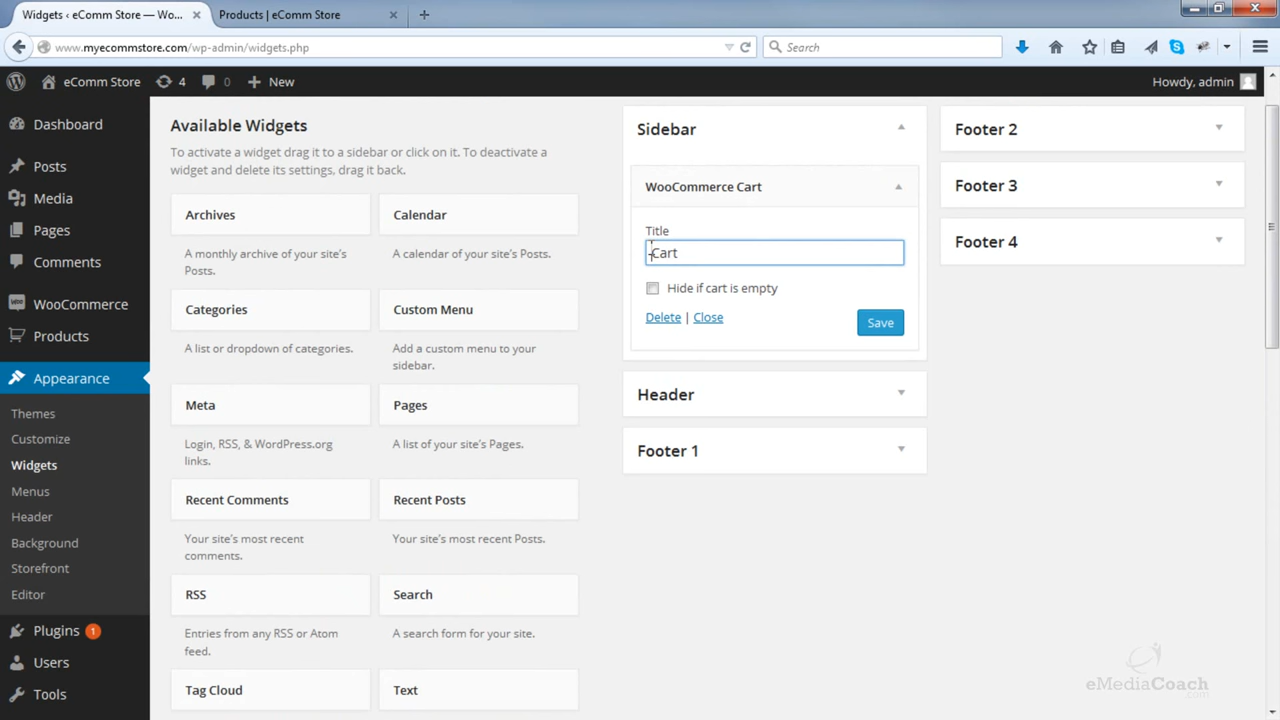 Widgets ‹ eComm Store — Wo...
Products | eComm Store
www.myecommstore.com/wp-admin/widgets.php
Search
eComm Store
4
0
New
Howdy, admin
Dashboard
Posts
Media
Pages
Comments
WooCommerce
Products
Appearance
Themes
Customize
Widgets
Menus
Header
Background
Storefront
Editor
Plugins 1
Users
Tools
Available Widgets
To activate a widget drag it to a sidebar or click on it. To deactivate a
widget and delete its settings, drag it back.
Archives
A monthly archive of your site's
Posts.
Calendar
A calendar of your site's Posts.
Categories
A list or dropdown of categories.
Custom Menu
Add a custom menu to your
sidebar.
Meta
Login, RSS, & WordPress.org
links.
Pages
A list of your site's Pages.
Recent Comments
Your site's most recent
comments.
Recent Posts
Your site's most recent Posts.
RSS
Entries from any RSS or Atom
feed.
Search
A search form for your site.
Tag Cloud
Text
Sidebar
WooCommerce Cart
Title
Cart
Hide if cart is empty
Delete | Close
Save
Header
Footer 1
Footer 2
Footer 3
Footer 4
eMediaCoach.com